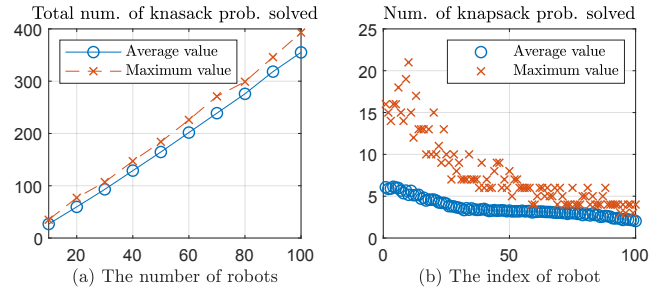 Total num. of knasack prob. solved
400
300
200
100
0
Average value
Maximum value
20 40 60 80 100
(a) The number of robots
Num. of knapsack prob. solved
25
20
15
10
5
0
Average value
Maximum value
0 50 100
(b) The index of robot